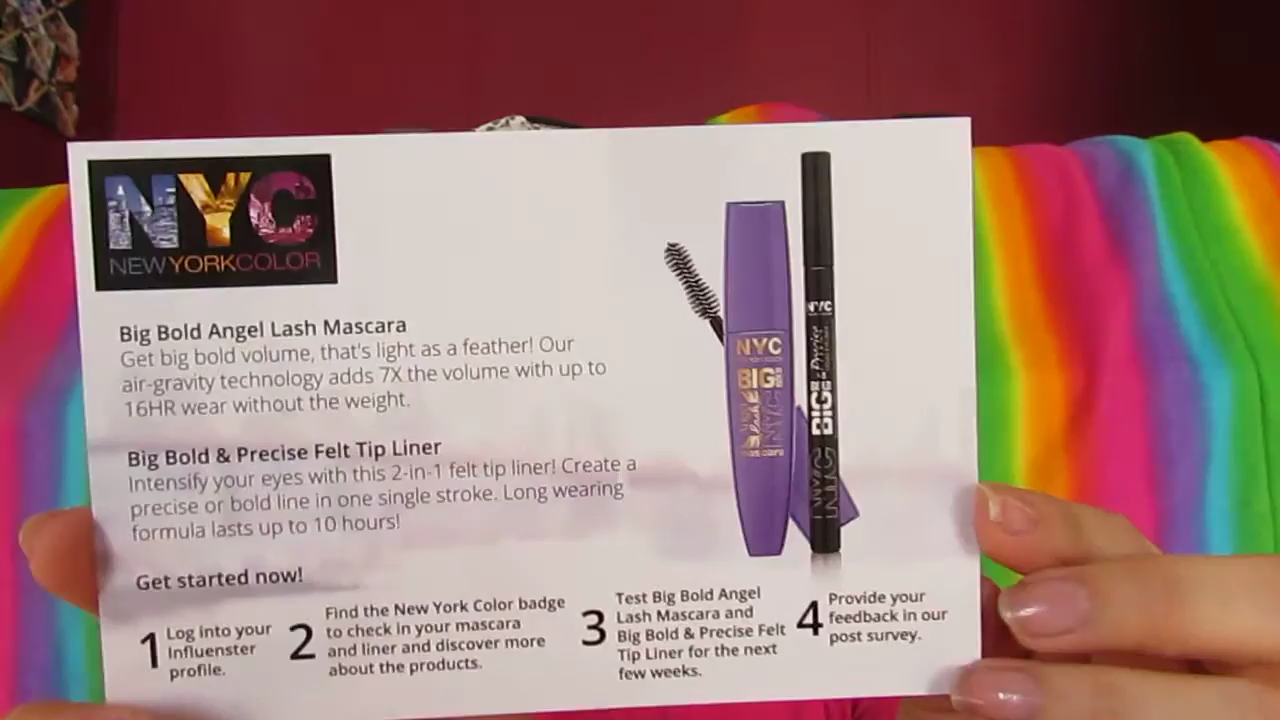 NYC
NEW YORK COLOR
Big Bold Angel Lash Mascara
Get big bold volume, that's light as a feather! Our
air-gravity technology adds 7X the volume with up to
16HR wear without the weight.
Big Bold & Precise Felt Tip Liner
Intensify your eyes with this 2-in-1 felt tip liner! Create a
precise or bold line in one single stroke. Long wearing
formula lasts up to 10 hours!
Get started now!
1
Log into your
Influenster
profile.
2
Find the New York Color badge
to check in your mascara
and liner and discover more
about the products.
3
Test Big Bold Angel
Lash Mascara and
Big Bold & Precise Felt
Tip Liner for the next
few weeks.
4
Provide your
feedback in our
post survey.
NYC
BIG
lash
NYC
mascara
NYC
BIG
Precise
NYC